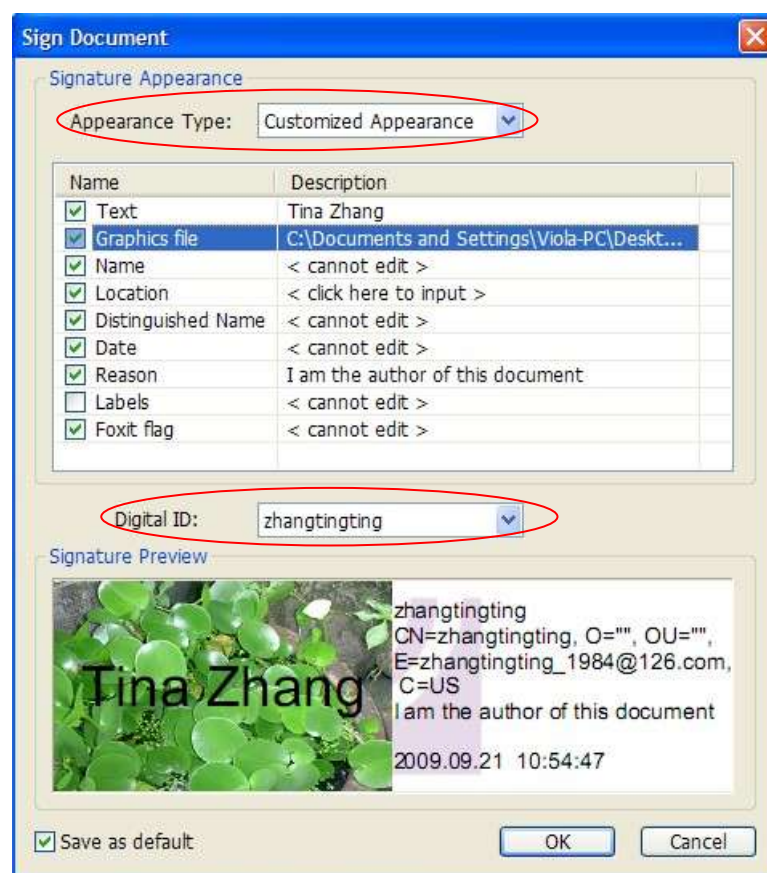 Sign Document
Signature Appearance
Appearance Type: Customized Appearance
Name Description
Text Tina Zhang
Graphics file C:\Documents and Settings\Viola-PC\Deskt...
Name < cannot edit >
Location < click here to input >
Distinguished Name < cannot edit >
Date < cannot edit >
Reason I am the author of this document
Labels < cannot edit >
Foxit flag < cannot edit >
Digital ID: zhangtingting
Signature Preview
Tina Zhang
zhangtingting
CN=zhangtingting, O="", OU="",
E=zhangtingting_1984@126.com,
C=US
I am the author of this document
2009.09.21 10:54:47
Save as default OK Cancel